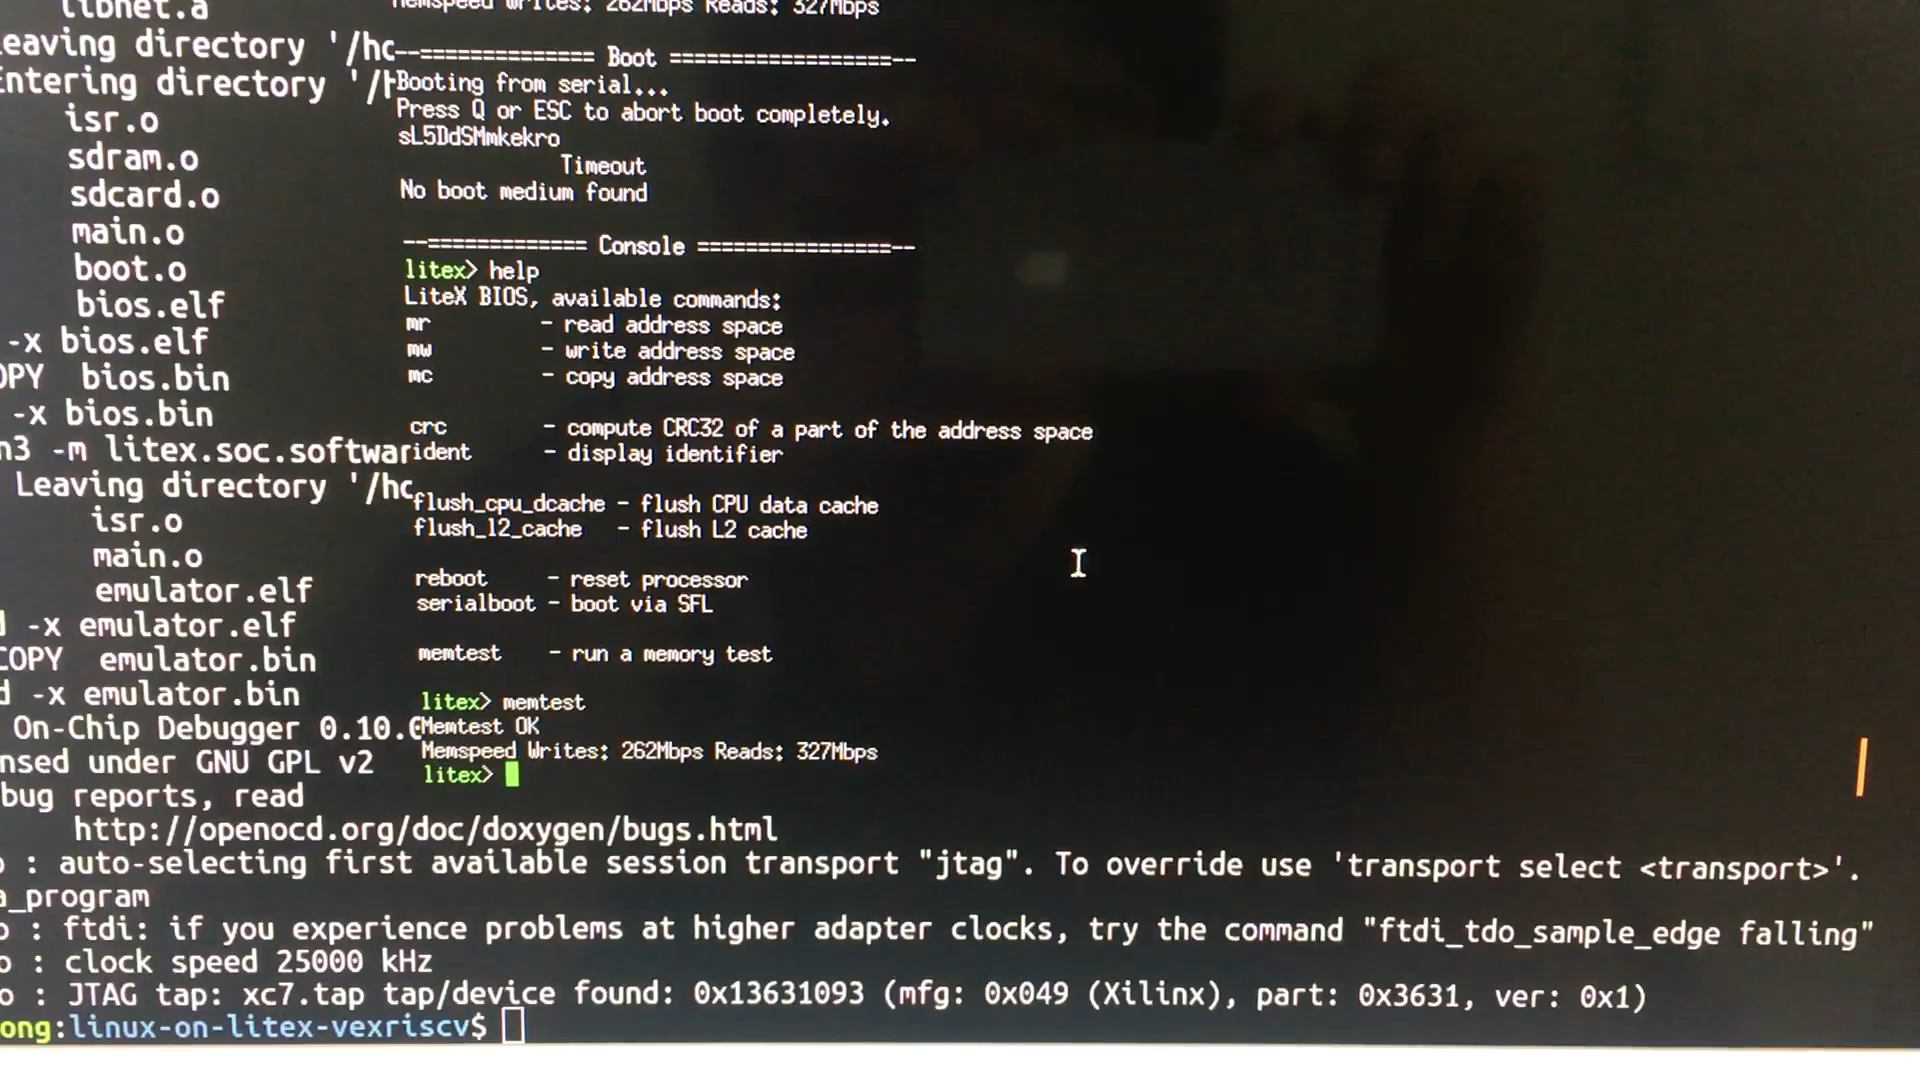 libnet.a
eaving directory '/hc
Entering directory '/h
isr.o
sdram.o
sdcard.o
main.o
boot.o
bios.elf
-x bios.elf
OPY bios.bin
-x bios.bin
n3 -m litex.soc.softwar
Leaving directory '/hc
isr.o
main.o
emulator.elf
d -x emulator.elf
COPY emulator.bin
d -x emulator.bin
On-Chip Debugger 0.10.0
nsed under GNU GPL v2
bug reports, read
http://openocd.org/doc/doxygen/bugs.html
o : auto-selecting first available session transport "jtag". To override use 'transport select <transport>'.
a_program
o : ftdi: if you experience problems at higher adapter clocks, try the command "ftdi_tdo_sample_edge falling"
o : clock speed 25000 kHz
o : JTAG tap: xc7.tap tap/device found: 0x13631093 (mfg: 0x049 (Xilinx), part: 0x3631, ver: 0x1)
ong:linux-on-litex-vexriscv$
Memspeed Writes: 262Mbps Reads: 327Mbps
--============= Boot ==================--
Booting from serial...
Press Q or ESC to abort boot completely.
sL5DdSMmkekro
Timeout
No boot medium found
--============= Console ================--
litex> help
LiteX BIOS, available commands:
mr - read address space
mw - write address space
mc - copy address space
crc - compute CRC32 of a part of the address space
ident - display identifier
flush_cpu_dcache - flush CPU data cache
flush_l2_cache - flush L2 cache
reboot - reset processor
serialboot - boot via SFL
memtest - run a memory test
litex> memtest
Memtest OK
Memspeed Writes: 262Mbps Reads: 327Mbps
litex>